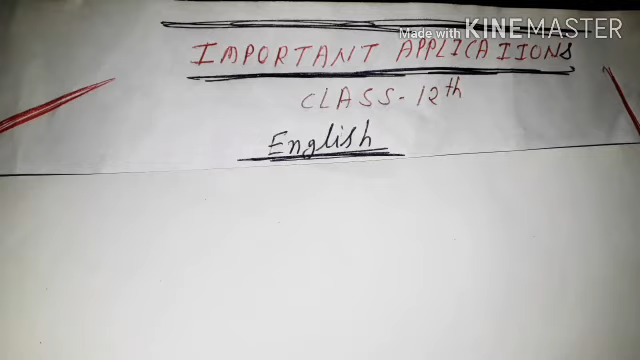 Made with KINEMASTER
IMPORTANT APPLICATIONS
CLASS-12th
English